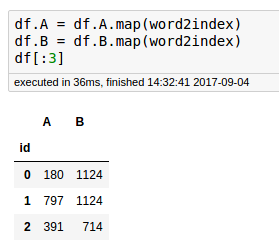 df.A = df.A.map(word2index)
df.B = df.B.map(word2index)
df[:3]
executed in 36ms, finished 14:32:41 2017-09-04
A B
id
0 180 1124
1 797 1124
2 391 714